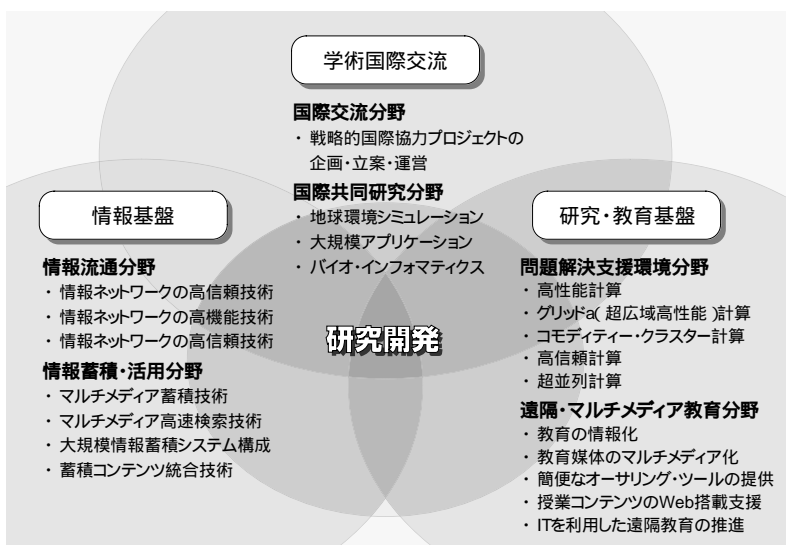 学術国際交流
国際交流分野
・ 戦略的国際協力プロジェクトの
企画・立案・運営
国際共同研究分野
・ 地球環境シミュレーション
・ 大規模アプリケーション
・ バイオ・インフォマティクス
情報基盤
情報流通分野
・ 情報ネットワークの高信頼技術
・ 情報ネットワークの高機能技術
・ 情報ネットワークの高信頼技術
情報蓄積・活用分野
・ マルチメディア蓄積技術
・ マルチメディア高速検索技術
・ 大規模情報蓄積システム構成
・ 蓄積コンテンツ統合技術
研究開発
研究・教育基盤
問題解決支援環境分野
・ 高性能計算
・ グリッドa( 超広域高性能 )計算
・ コモディティー・クラスター計算
・ 高信頼計算
・ 超並列計算
遠隔・マルチメディア教育分野
・ 教育の情報化
・ 教育媒体のマルチメディア化
・ 簡便なオーサリング・ツールの提供
・ 授業コンテンツのWeb搭載支援
・ ITを利用した遠隔教育の推進